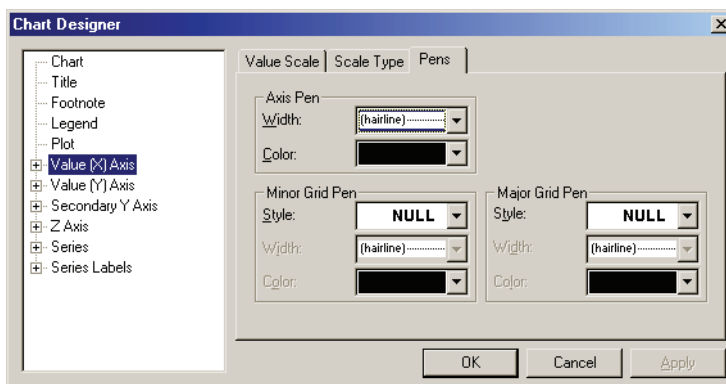 Chart Designer
Chart
Title
Footnote
Legend
Plot
Value (X) Axis
Value (Y) Axis
Secondary Y Axis
Z Axis
Series
Series Labels
Value Scale
Scale Type
Pens
Axis Pen
Width:
(hairline)
Color:
Minor Grid Pen
Style:
NULL
Width:
(hairline)
Color:
Major Grid Pen
Style:
NULL
Width:
(hairline)
Color:
OK
Cancel
Apply